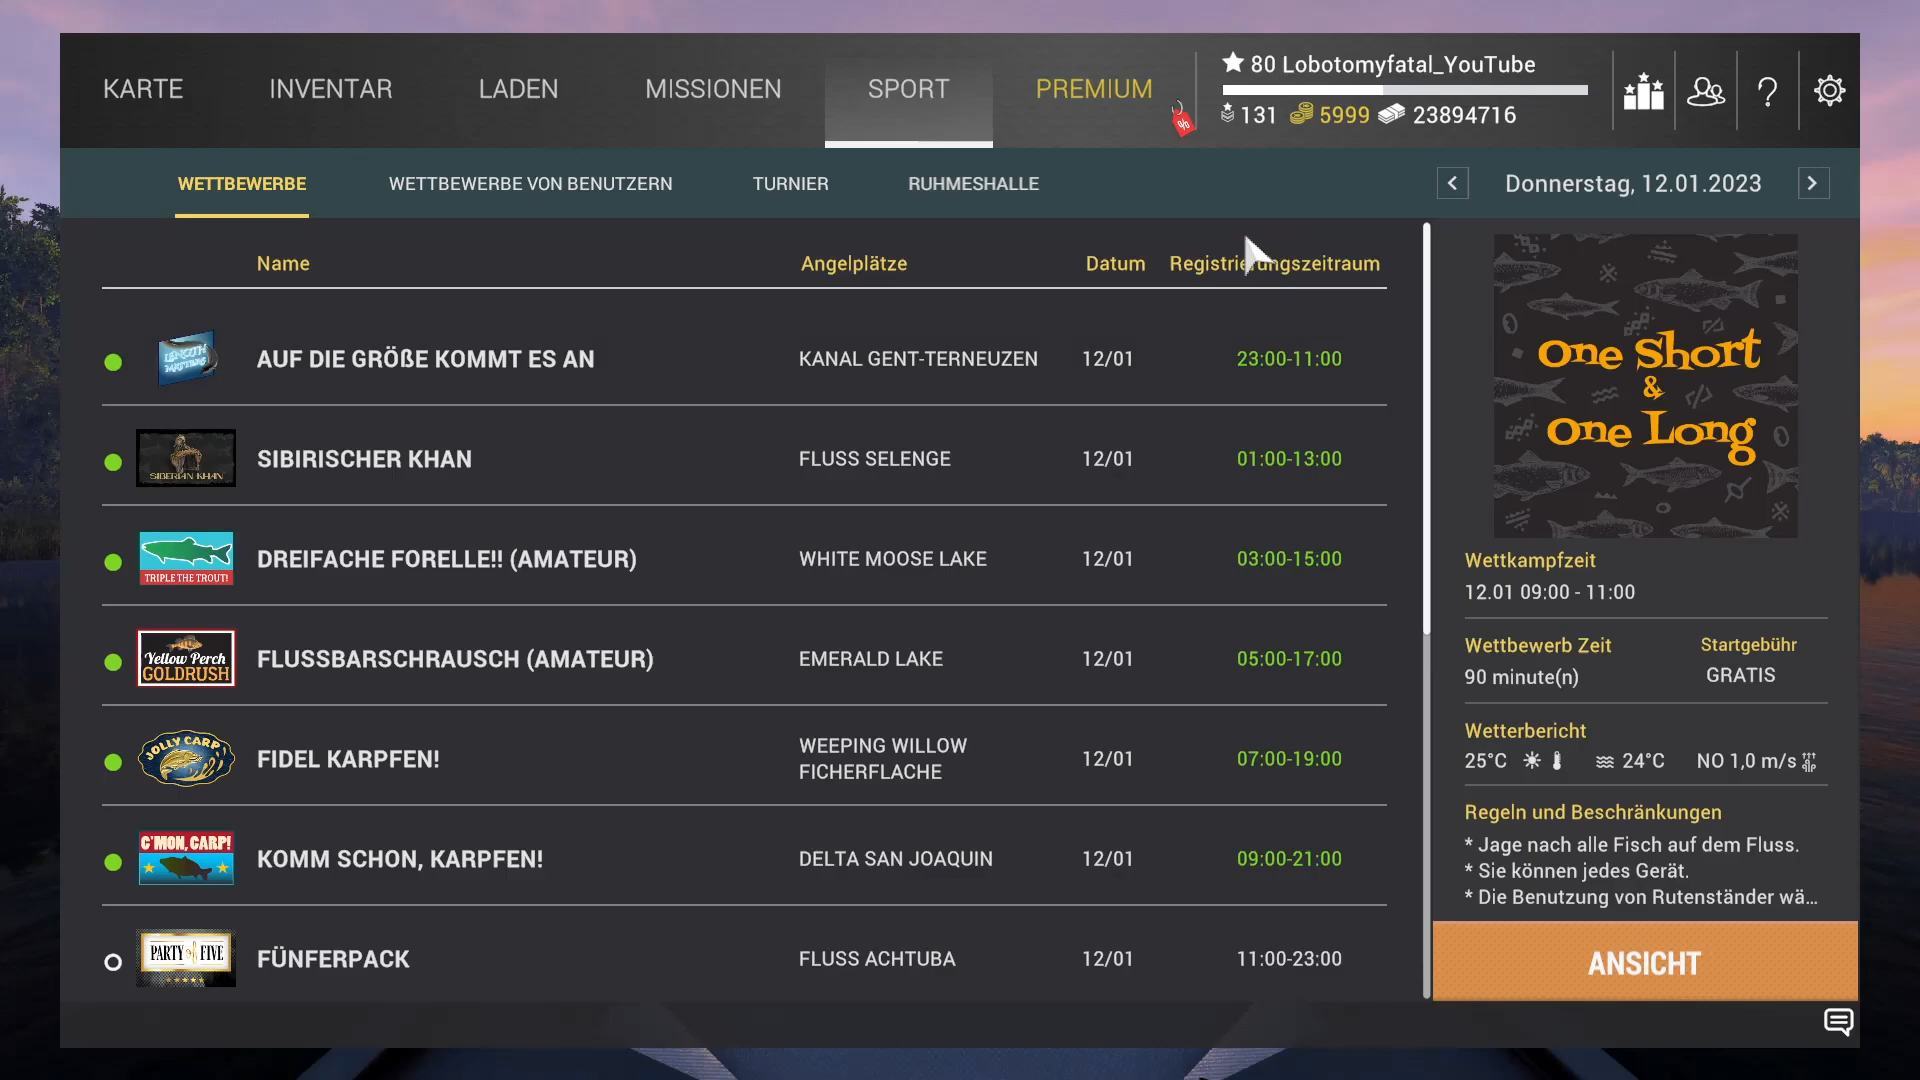 KARTE
INVENTAR
LADEN
MISSIONEN
SPORT
PREMIUM
%
80 Lobotomyfatal_YouTube
131 5999 23894716
WETTBEWERBE
WETTBEWERBE VON BENUTZERN
TURNIER
RUHMESHALLE
Donnerstag, 12.01.2023
Name
Angelplätze
Datum
Registrierungszeitraum
LENGTH
MATTERS
AUF DIE GRÖßE KOMMT ES AN
KANAL GENT-TERNEUZEN
12/01
23:00-11:00
SIBERIAN KHAN
SIBIRISCHER KHAN
FLUSS SELENGE
12/01
01:00-13:00
TRIPLE THE TROUT!
DREIFACHE FORELLE!! (AMATEUR)
WHITE MOOSE LAKE
12/01
03:00-15:00
Yellow Perch
GOLDRUSH
FLUSSBARSCHRAUSCH (AMATEUR)
EMERALD LAKE
12/01
05:00-17:00
JOLLY CARP
FIDEL KARPFEN!
WEEPING WILLOW
FICHERFLACHE
12/01
07:00-19:00
C'MON, CARP!
KOMM SCHON, KARPFEN!
DELTA SAN JOAQUIN
12/01
09:00-21:00
PARTY of FIVE
FÜNFERPACK
FLUSS ACHTUBA
12/01
11:00-23:00
One Short
&
One Long
Wettkampfzeit
12.01 09:00 - 11:00
Wettbewerb Zeit
90 minute(n)
Startgebühr
GRATIS
Wetterbericht
25°C 24°C NO 1,0 m/s
Regeln und Beschränkungen
* Jage nach alle Fisch auf dem Fluss.
* Sie können jedes Gerät.
* Die Benutzung von Rutenständer wä...
ANSICHT